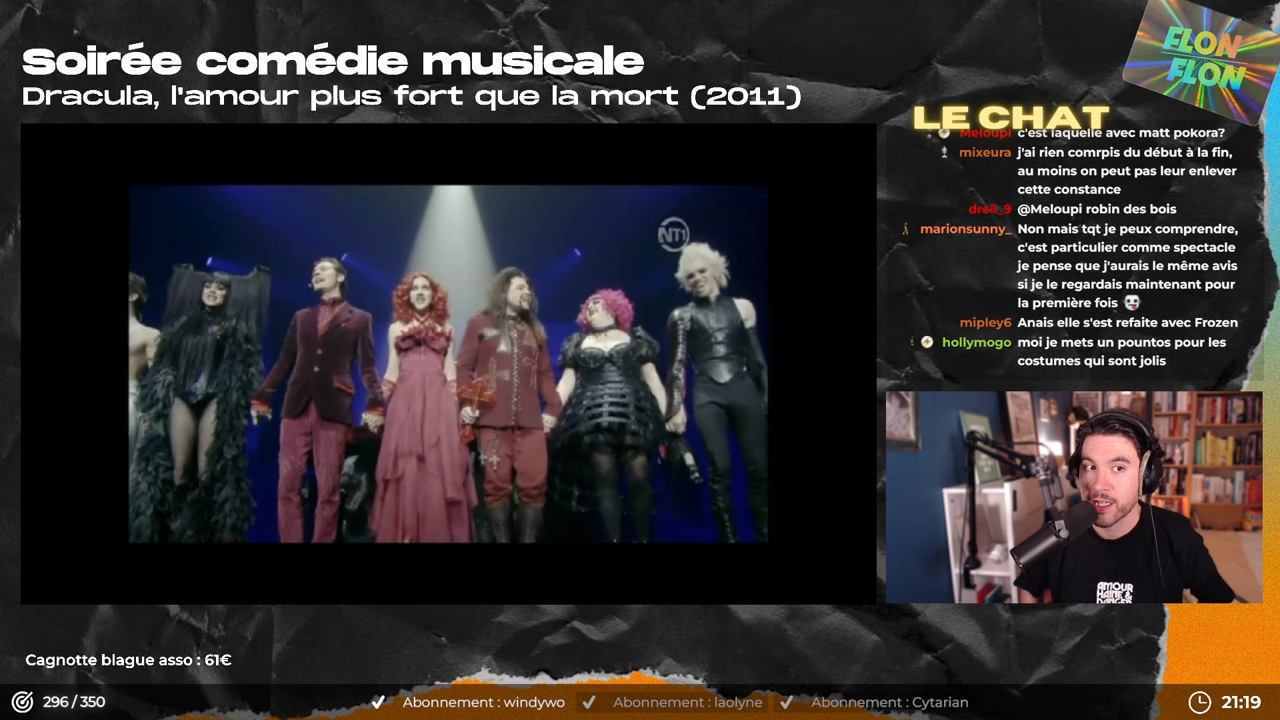 Soirée comédie musicale
Dracula, l'amour plus fort que la mort (2011)
FLON
FLON
LE CHAT
Meloupi c'est laquelle avec matt pokora?
mixeura j'ai rien comrpis du début à la fin,
au moins on peut pas leur enlever
cette constance
@Meloupi robin des bois
marionsunny_ Non mais tqt je peux comprendre,
c'est particulier comme spectacle
je pense que j'aurais le même avis
si je le regardais maintenant pour
la première fois
mipley6 Anais elle s'est refaite avec Frozen
hollymogo moi je mets un pountos pour les
costumes qui sont jolis
NT1
AMOUR
HAINE &
DANGER
Cagnotte blague asso : 61€
296 / 350
Abonnement : windywo
Abonnement : laolyne
Abonnement : Cytarian
21:19